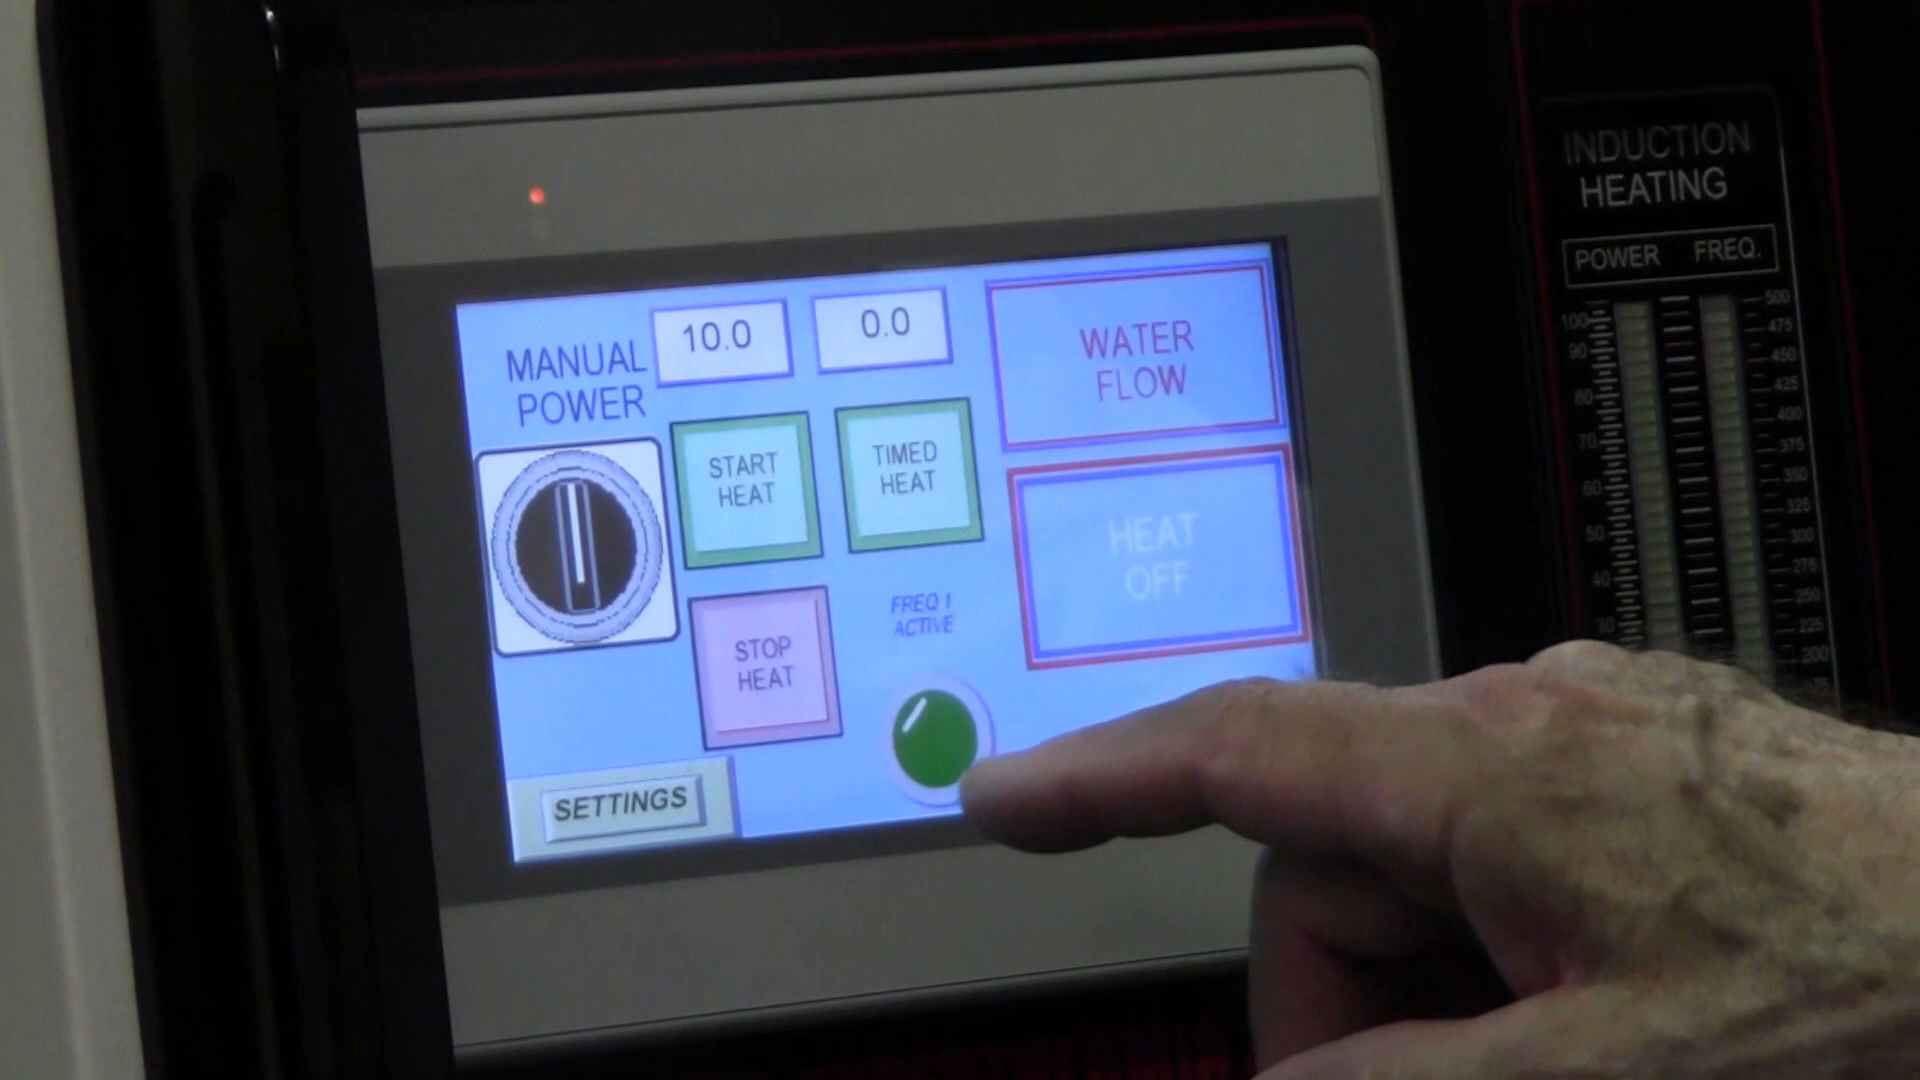 MANUAL
POWER
10.0
0.0
WATER
FLOW
START
HEAT
TIMED
HEAT
HEAT
OFF
STOP
HEAT
FREQ 1
ACTIVE
SETTINGS
INDUCTION
HEATING
POWER FREQ.
100 500
475
90 450
425
80 400
70 375
350
60 325
50 300
275
40 250
30 225
200